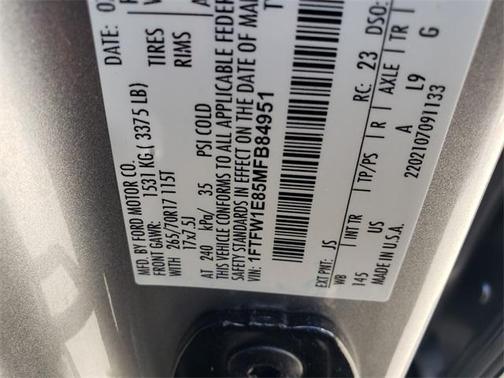 MFD. BY FORD MOTOR CO.
DATE: 02
FRONT GAWR:
1531 KG ( 3375 LB)
265/70R17 115T TIRES
17x7.5J RIMS
AT 240 kPa/ 35 PSI COLD
THIS VEHICLE CONFORMS TO ALL APPLICABLE FEDER
SAFETY STANDARDS IN EFFECT ON THE DATE OF MA
VIN: 1FTFW1E85MFB84951
EXT PNT: JS RC: 23 DSO:
WB INT TR TP/PS R AXLE TR
145 US A L9 G
MADE IN U.S.A. 22021070911133